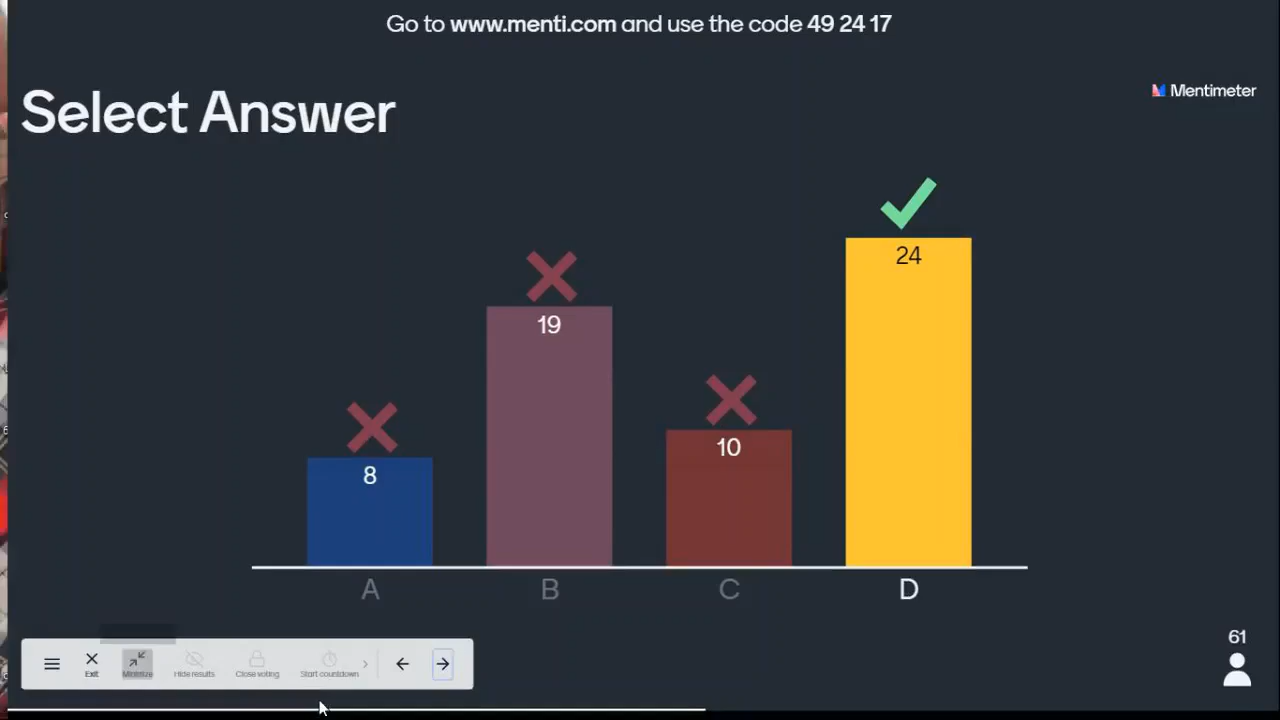 Go to www.menti.com and use the code 49 24 17
Select Answer
Mentimeter
24
19
10
8
A B C D
61
Exit Minimize Hide results Close voting Start countdown